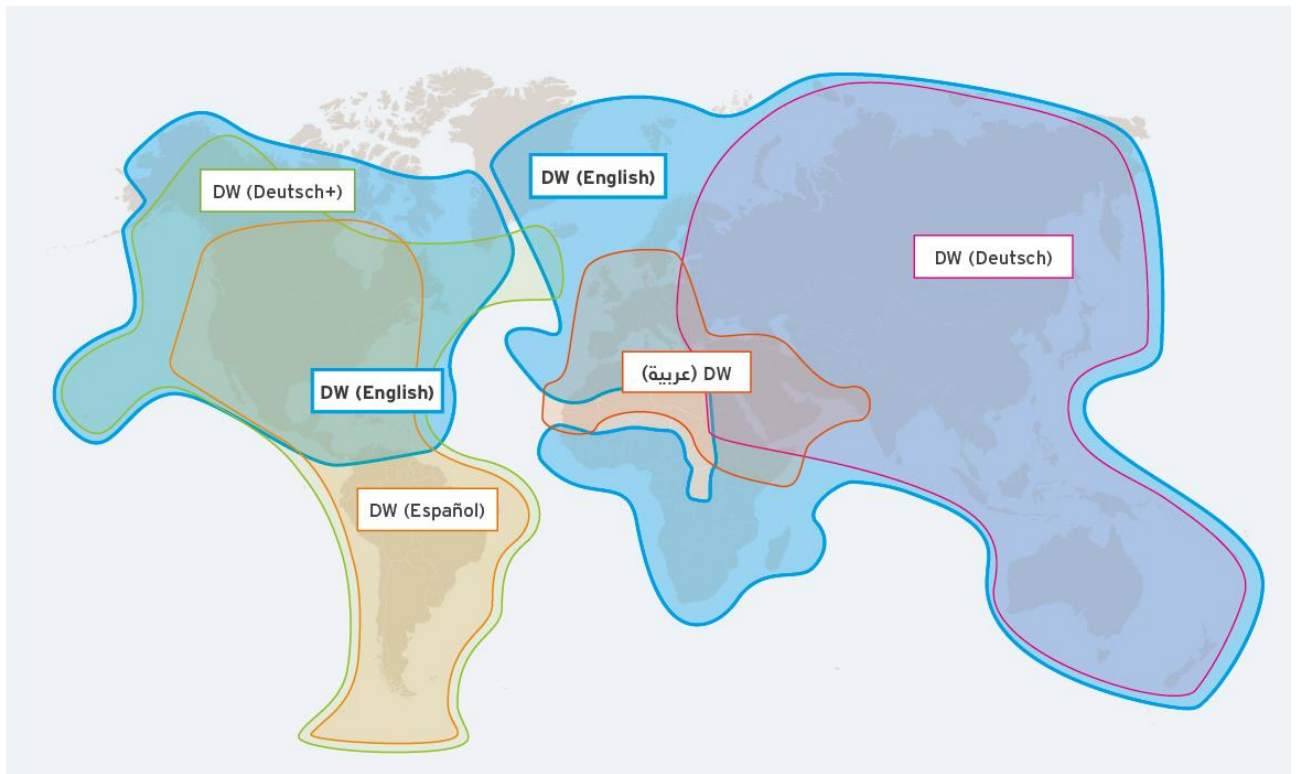 DW (English)
DW (Deutsch+)
DW (Deutsch)
DW (عربية)
DW (English)
DW (Español)